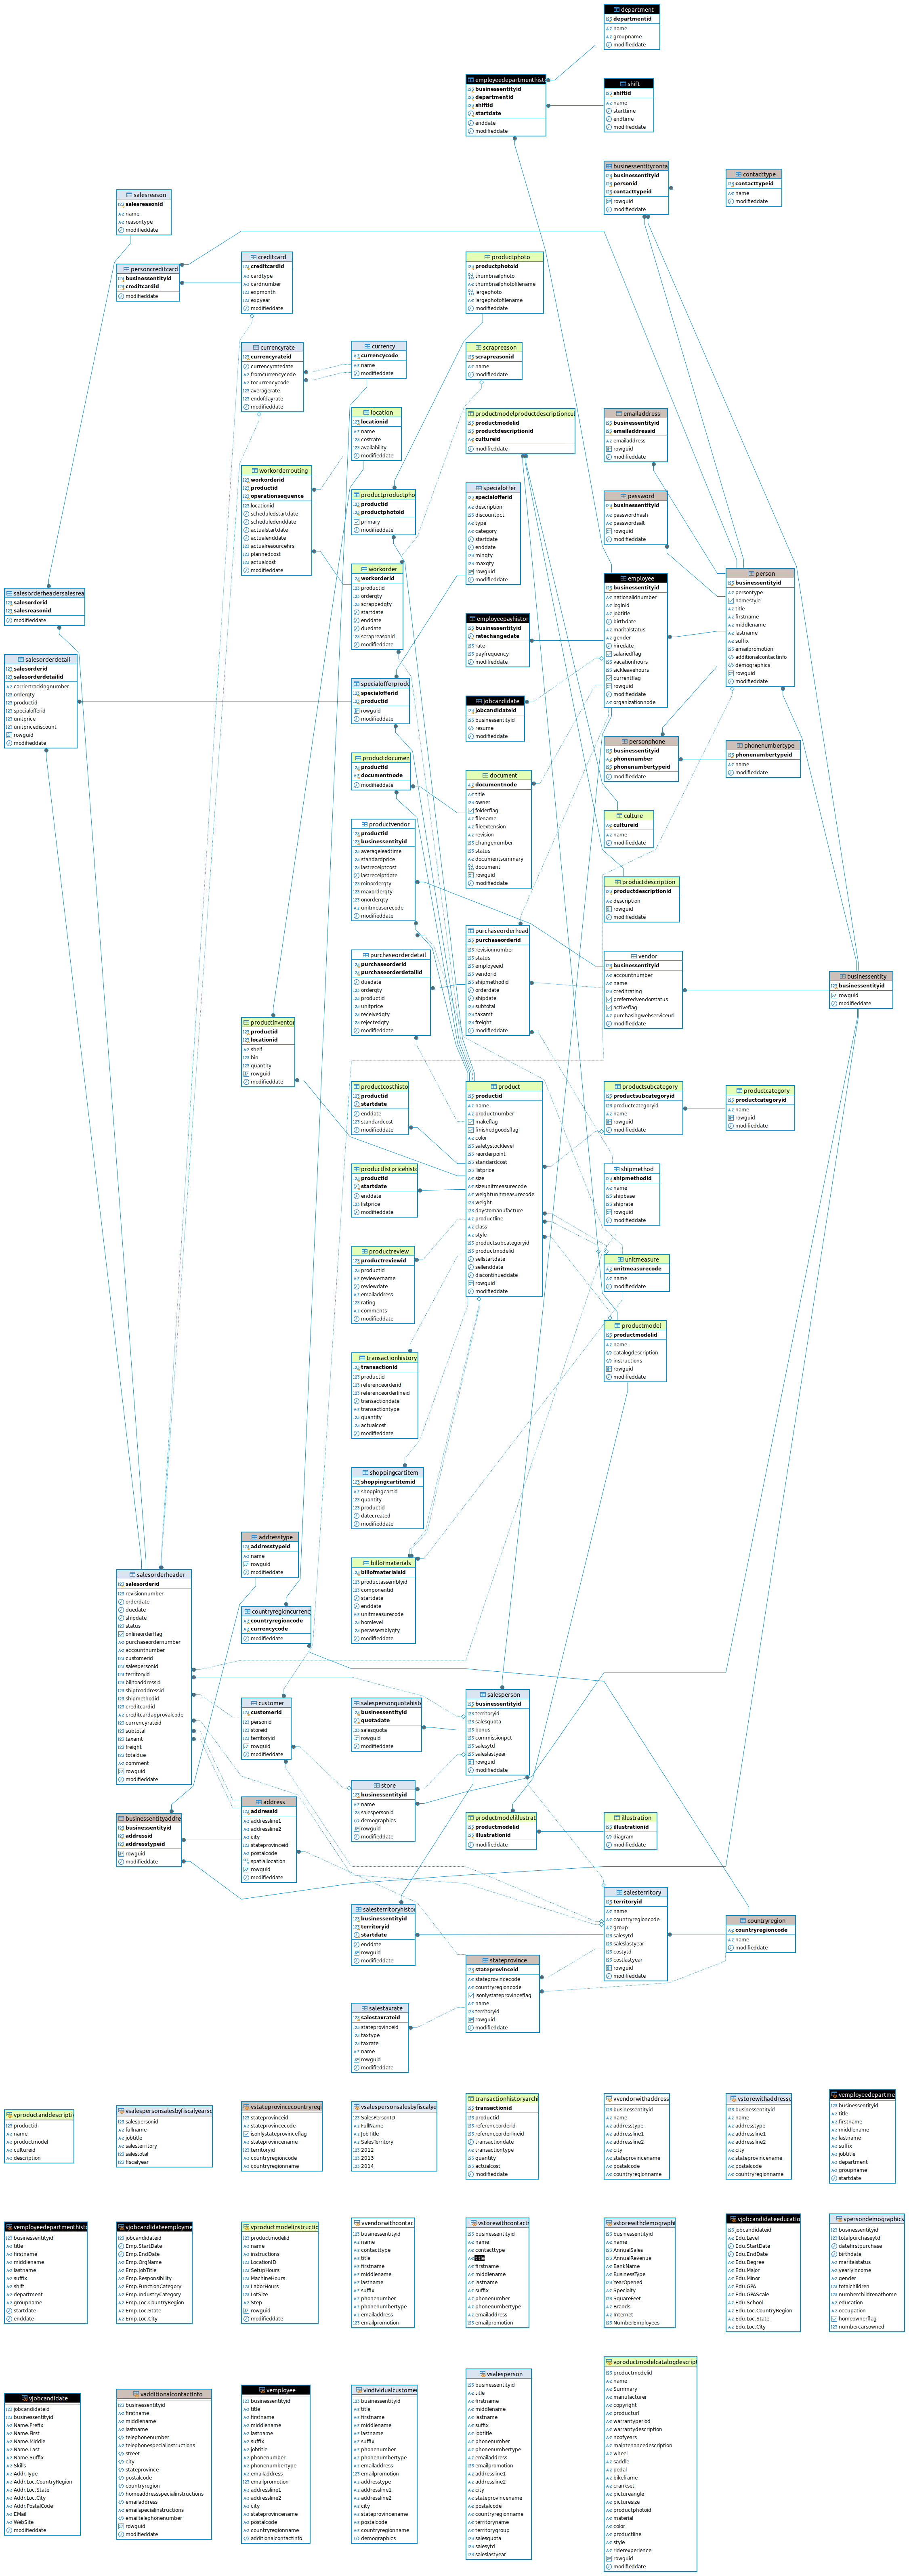 department
departmentid
name
groupname
modifieddate
employeedepartmenthist
businessentityid
departmentid
shiftid
startdate
enddate
modifieddate
shift
shiftid
name
starttime
endtime
modifieddate
businessentityconta
businessentityid
personid
contacttypeid
rowguid
modifieddate
contacttype
contacttypeid
name
modifieddate
salesreason
salesreasonid
name
reasontype
modifieddate
personcreditcard
businessentityid
creditcardid
modifieddate
creditcard
creditcardid
cardtype
cardnumber
expmonth
expyear
modifieddate
productphoto
productphotoid
thumbnailphoto
thumbnailphotofilename
largephoto
largephotofilename
modifieddate
currencyrate
currencyrateid
currencyratedate
fromcurrencycode
tocurrencycode
averagerate
endofdayrate
modifieddate
currency
currencycode
name
modifieddate
scrapreason
scrapreasonid
name
modifieddate
location
locationid
name
costrate
availability
modifieddate
productmodelproductdescriptioncul
productmodelid
productdescriptionid
cultureid
modifieddate
emailaddress
businessentityid
emailaddressid
emailaddress
rowguid
modifieddate
workorderrouting
workorderid
productid
operationsequence
locationid
scheduledstartdate
scheduledenddate
actualstartdate
actualenddate
actualresourcehrs
plannedcost
actualcost
modifieddate
productproductpho
productid
productphotoid
primary
modifieddate
specialoffer
specialofferid
description
discountpct
type
category
startdate
enddate
minqty
maxqty
rowguid
modifieddate
password
businessentityid
passwordhash
passwordsalt
rowguid
modifieddate
workorder
workorderid
productid
orderqty
scrappedqty
startdate
enddate
duedate
scrapreasonid
modifieddate
employee
businessentityid
nationalidnumber
loginid
jobtitle
birthdate
maritalstatus
gender
hiredate
salariedflag
vacationhours
sickleavehours
currentflag
rowguid
modifieddate
organizationnode
person
businessentityid
persontype
namestyle
title
firstname
middlename
lastname
suffix
emailpromotion
additionalcontactinfo
demographics
rowguid
modifieddate
salesorderheadersalesrea
salesorderid
salesreasonid
modifieddate
employeepayhistor
businessentityid
ratechangedate
rate
payfrequency
modifieddate
salesorderdetail
salesorderid
salesorderdetailid
carriertrackingnumber
orderqty
productid
specialofferid
unitprice
unitpricediscount
rowguid
modifieddate
specialofferprodu
specialofferid
productid
rowguid
modifieddate
jobcandidate
jobcandidateid
businessentityid
resume
modifieddate
personphone
businessentityid
phonenumber
phonenumbertypeid
modifieddate
phonenumbertype
phonenumbertypeid
name
modifieddate
productdocument
productid
documentnode
modifieddate
document
documentnode
title
owner
folderflag
filename
fileextension
revision
changenumber
status
documentsummary
document
rowguid
modifieddate
culture
cultureid
name
modifieddate
productvendor
productid
businessentityid
averageleadtime
standardprice
lastreceiptcost
lastreceiptdate
minorderqty
maxorderqty
onorderqty
unitmeasurecode
modifieddate
productdescription
productdescriptionid
description
rowguid
modifieddate
purchaseorderhead
purchaseorderid
revisionnumber
status
employeeid
vendorid
shipmethodid
orderdate
shipdate
subtotal
taxamt
freight
modifieddate
purchaseorderdetail
purchaseorderid
purchaseorderdetailid
duedate
orderqty
productid
unitprice
receivedqty
rejectedqty
modifieddate
vendor
businessentityid
accountnumber
name
creditrating
preferredvendorstatus
activeflag
purchasingwebserviceurl
modifieddate
businessentity
businessentityid
rowguid
modifieddate
productinventor
productid
locationid
shelf
bin
quantity
rowguid
modifieddate
productcosthisto
productid
startdate
enddate
standardcost
modifieddate
product
productid
name
productnumber
makeflag
finishedgoodsflag
color
safetystocklevel
reorderpoint
standardcost
listprice
size
sizeunitmeasurecode
weightunitmeasurecode
weight
daystomanufacture
productline
class
style
productsubcategoryid
productmodelid
sellstartdate
sellenddate
discontinueddate
rowguid
modifieddate
productsubcategory
productsubcategoryid
productcategoryid
name
rowguid
modifieddate
productcategory
productcategoryid
name
rowguid
modifieddate
productlistpricehisto
productid
startdate
enddate
listprice
modifieddate
shipmethod
shipmethodid
name
shipbase
shiprate
rowguid
modifieddate
productreview
productreviewid
productid
reviewername
reviewdate
emailaddress
rating
comments
modifieddate
unitmeasure
unitmeasurecode
name
modifieddate
productmodel
productmodelid
name
catalogdescription
instructions
rowguid
modifieddate
transactionhistory
transactionid
productid
referenceorderid
referenceorderlineid
transactiondate
transactiontype
quantity
actualcost
modifieddate
shoppingcartitem
shoppingcartitemid
shoppingcartid
quantity
productid
datecreated
modifieddate
addresstype
addresstypeid
name
rowguid
modifieddate
billofmaterials
billofmaterialsid
productassemblyid
componentid
startdate
enddate
unitmeasurecode
bomlevel
perassemblyqty
modifieddate
salesorderheader
salesorderid
revisionnumber
orderdate
duedate
shipdate
status
onlineorderflag
purchaseordernumber
accountnumber
customerid
salespersonid
territoryid
billtoaddressid
shiptoaddressid
shipmethodid
creditcardid
creditcardapprovalcode
currencyrateid
subtotal
taxamt
freight
totaldue
comment
rowguid
modifieddate
countryregioncurrenc
countryregioncode
currencycode
modifieddate
customer
customerid
personid
storeid
territoryid
rowguid
modifieddate
salespersonquotahist
businessentityid
quotadate
salesquota
rowguid
modifieddate
salesperson
businessentityid
territoryid
salesquota
bonus
commissionpct
salesytd
saleslastyear
rowguid
modifieddate
store
businessentityid
name
salespersonid
demographics
rowguid
modifieddate
address
addressid
addressline1
addressline2
city
stateprovinceid
postalcode
spatiallocation
rowguid
modifieddate
businessentityaddre
businessentityid
addressid
addresstypeid
rowguid
modifieddate
productmodelillustrat
productmodelid
illustrationid
modifieddate
illustration
illustrationid
diagram
modifieddate
salesterritory
territoryid
name
countryregioncode
group
salesytd
saleslastyear
costytd
costlastyear
rowguid
modifieddate
salesterritoryhisto
businessentityid
territoryid
startdate
enddate
rowguid
modifieddate
countryregion
countryregioncode
name
modifieddate
stateprovince
stateprovinceid
stateprovincecode
countryregioncode
isonlystateprovinceflag
name
territoryid
rowguid
modifieddate
salestaxrate
salestaxrateid
stateprovinceid
taxtype
taxrate
name
rowguid
modifieddate
vproductanddescripti
productid
name
productmodel
cultureid
description
vsalespersonsalesbyfiscalyearsc
salespersonid
fullname
jobtitle
salesterritory
salestotal
fiscalyear
vstateprovincecountryregi
stateprovinceid
stateprovincecode
isonlystateprovinceflag
stateprovincename
territoryid
countryregioncode
countryregionname
vsalespersonsalesbyfiscalye
SalesPersonID
FullName
JobTitle
SalesTerritory
2012
2013
2014
transactionhistoryarchi
transactionid
productid
referenceorderid
referenceorderlineid
transactiondate
transactiontype
quantity
actualcost
modifieddate
vvendorwithaddress
businessentityid
name
addresstype
addressline1
addressline2
city
stateprovincename
postalcode
countryregionname
vstorewithaddresse
businessentityid
name
addresstype
addressline1
addressline2
city
stateprovincename
postalcode
countryregionname
vemployeedepartme
businessentityid
title
firstname
middlename
lastname
suffix
jobtitle
department
groupname
startdate
vemployeedepartmenthist
businessentityid
title
firstname
middlename
lastname
suffix
shift
department
groupname
startdate
enddate
vjobcandidateemployme
jobcandidateid
Emp.StartDate
Emp.EndDate
Emp.OrgName
Emp.JobTitle
Emp.Responsibility
Emp.FunctionCategory
Emp.IndustryCategory
Emp.Loc.CountryRegion
Emp.Loc.State
Emp.Loc.City
vproductmodelinstructio
productmodelid
name
instructions
LocationID
SetupHours
MachineHours
LaborHours
LotSize
Step
rowguid
modifieddate
vvendorwithcontact
businessentityid
name
contacttype
title
firstname
middlename
lastname
suffix
phonenumber
phonenumbertype
emailaddress
emailpromotion
vstorewithcontact
businessentityid
name
contacttype
title
firstname
middlename
lastname
suffix
phonenumber
phonenumbertype
emailaddress
emailpromotion
vstorewithdemograph
businessentityid
name
AnnualSales
AnnualRevenue
BankName
BusinessType
YearOpened
Specialty
SquareFeet
Brands
Internet
NumberEmployees
vjobcandidateeducatio
jobcandidateid
Edu.Level
Edu.StartDate
Edu.EndDate
Edu.Degree
Edu.Major
Edu.Minor
Edu.GPA
Edu.GPAScale
Edu.School
Edu.Loc.CountryRegion
Edu.Loc.State
Edu.Loc.City
vpersondemographics
businessentityid
totalpurchaseytd
datefirstpurchase
birthdate
maritalstatus
yearlyincome
gender
totalchildren
numberchildrenathome
education
occupation
homeownerflag
numbercarsowned
vjobcandidate
jobcandidateid
businessentityid
Name.Prefix
Name.First
Name.Middle
Name.Last
Name.Suffix
Skills
Addr.Type
Addr.Loc.CountryRegion
Addr.Loc.State
Addr.Loc.City
Addr.PostalCode
EMail
WebSite
modifieddate
vadditionalcontactinfo
businessentityid
firstname
middlename
lastname
telephonenumber
telephonespecialinstructions
street
city
stateprovince
postalcode
countryregion
homeaddressspecialinstructions
emailaddress
emailspecialinstructions
emailtelephonenumber
rowguid
modifieddate
vemployee
businessentityid
title
firstname
middlename
lastname
suffix
jobtitle
phonenumber
phonenumbertype
emailaddress
emailpromotion
addressline1
addressline2
city
stateprovincename
postalcode
countryregionname
additionalcontactinfo
vindividualcustomer
businessentityid
title
firstname
middlename
lastname
suffix
phonenumber
phonenumbertype
emailaddress
emailpromotion
addresstype
addressline1
addressline2
city
stateprovincename
postalcode
countryregionname
demographics
vsalesperson
businessentityid
title
firstname
middlename
lastname
suffix
jobtitle
phonenumber
phonenumbertype
emailaddress
emailpromotion
addressline1
addressline2
city
stateprovincename
postalcode
countryregionname
territoryname
territorygroup
salesquota
salesytd
saleslastyear
vproductmodelcatalogdescript
productmodelid
name
Summary
manufacturer
copyright
producturl
warrantyperiod
warrantydescription
noofyears
maintenancedescription
wheel
saddle
pedal
bikeframe
crankset
pictureangle
picturesize
productphotoid
material
color
productline
style
riderexperience
rowguid
modifieddate